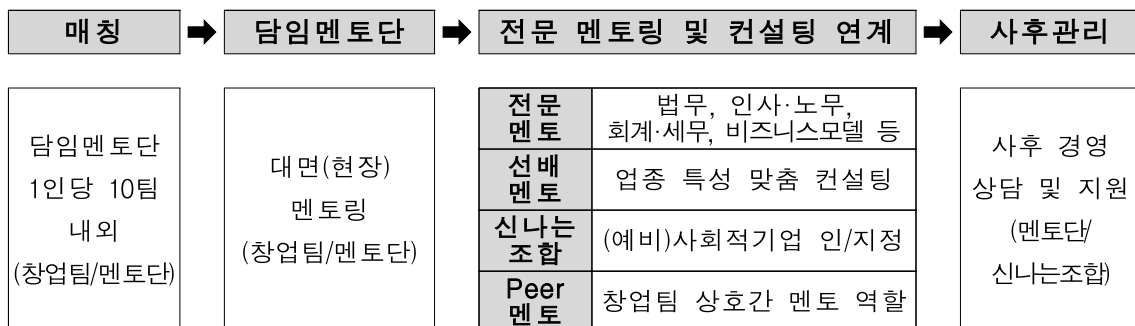 매칭 ➡ 담임멘토단 ➡ 전문 멘토링 및 컨설팅 연계 ➡ 사후관리
담임멘토단
1인당 10팀
내외
(창업팀/멘토단)
대면(현장)
멘토링
(창업팀/멘토단)
전문
멘토
법무, 인사·노무,
회계·세무, 비즈니스모델 등
선배
멘토
업종 특성 맞춤 컨설팅
신나는
조합
(예비)사회적기업 인/지정
Peer
멘토
창업팀 상호간 멘토 역할
사후 경영
상담 및 지원
(멘토단/
신나는조합)